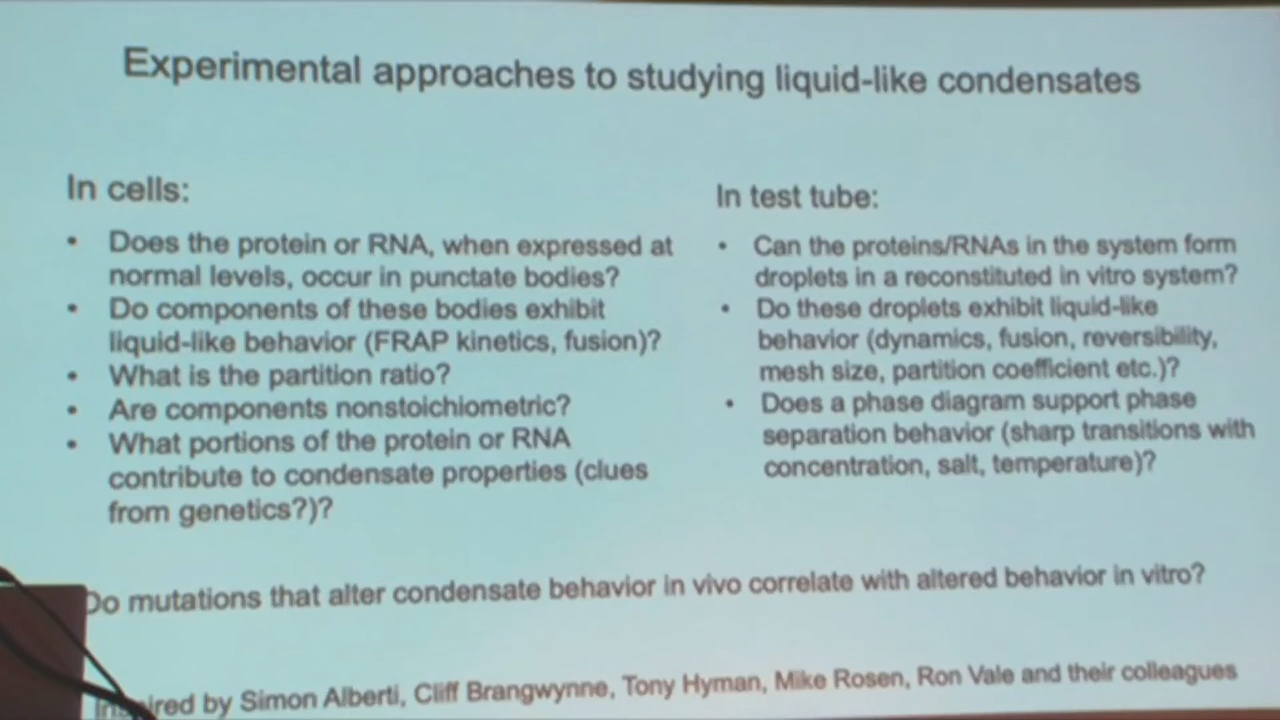 Experimental approaches to studying liquid-like condensates
In cells:
• Does the protein or RNA, when expressed at
normal levels, occur in punctate bodies?
• Do components of these bodies exhibit
liquid-like behavior (FRAP kinetics, fusion)?
• What is the partition ratio?
• Are components nonstoichiometric?
• What portions of the protein or RNA
contribute to condensate properties (clues
from genetics?)?
In test tube:
• Can the proteins/RNAs in the system form
droplets in a reconstituted in vitro system?
• Do these droplets exhibit liquid-like
behavior (dynamics, fusion, reversibility,
mesh size, partition coefficient etc.)?
• Does a phase diagram support phase
separation behavior (sharp transitions with
concentration, salt, temperature)?
Do mutations that alter condensate behavior in vivo correlate with altered behavior in vitro?
Inspired by Simon Alberti, Cliff Brangwynne, Tony Hyman, Mike Rosen, Ron Vale and their colleagues